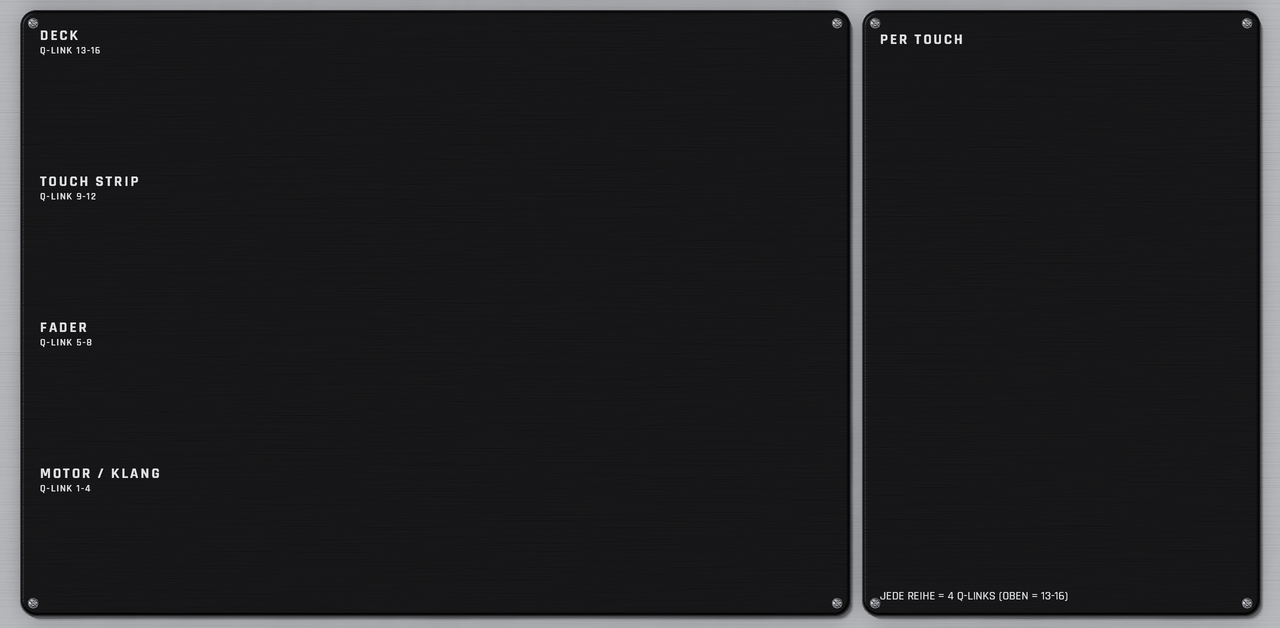 DECK
Q-LINK 13-16
TOUCH STRIP
Q-LINK 9-12
FADER
Q-LINK 5-8
MOTOR / KLANG
Q-LINK 1-4
PER TOUCH
JEDE REIHE = 4 Q-LINKS (OBEN = 13-16)